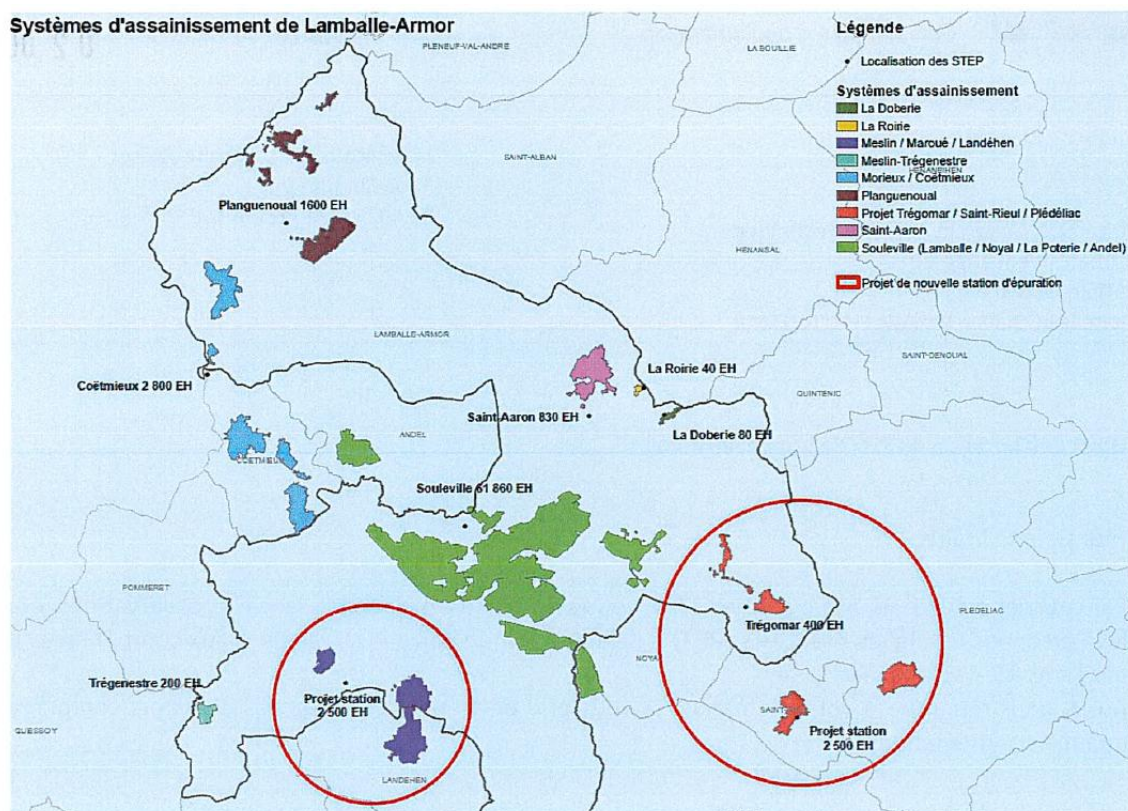 Systèmes d'assainissement de Lamballe-Armor
Légende
Localisation des STEP
Systèmes d'assainissement
La Doberie
La Roirie
Meslin / Maroué / Landéhen
Meslin-Trégenestre
Morieux / Coëtmieux
Planguenoual
Projet Trégomar / Saint-Rieul / Plédéliac
Saint-Aaron
Souleville (Lamballe / Noyal / La Poterie / Andel)
Projet de nouvelle station d'épuration
PLENEUF-VAL-ANDRE
LA BOUILLIE
SAINT-ALBAN
HENANBIHEN
Planguenoual 1600 EH
HENANSAL
LAMBALLE-ARMOR
SAINT-DENOUAL
Coëtmieux 2 800 EH
La Roirie 40 EH
QUINTENIC
Saint-Aaron 830 EH
ANDEL
La Doberie 80 EH
COETMIEUX
Souleville 61 860 EH
POMMERET
PLEDELIAC
Trégomar 400 EH
NOYA
Trégenestre 200 EH
Projet station
2 500 EH
SAINT
Projet station
2 500 EH
QUESSOY
LANDEHEN